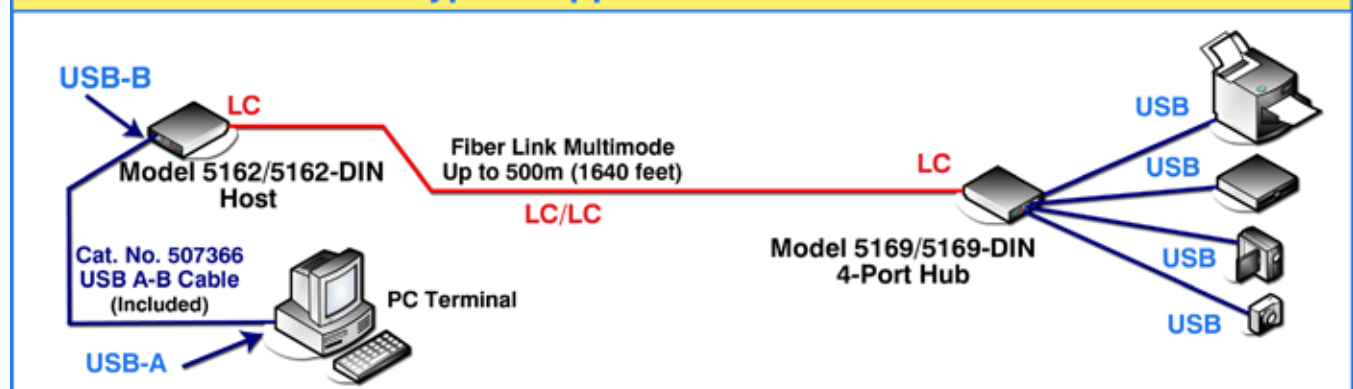 USB-B
LC
Model 5162/5162-DIN
Host
Fiber Link Multimode
Up to 500m (1640 feet)
LC/LC
LC
Model 5169/5169-DIN
4-Port Hub
USB
USB
USB
USB
Cat. No. 507366
USB A-B Cable
(Included)
PC Terminal
USB-A